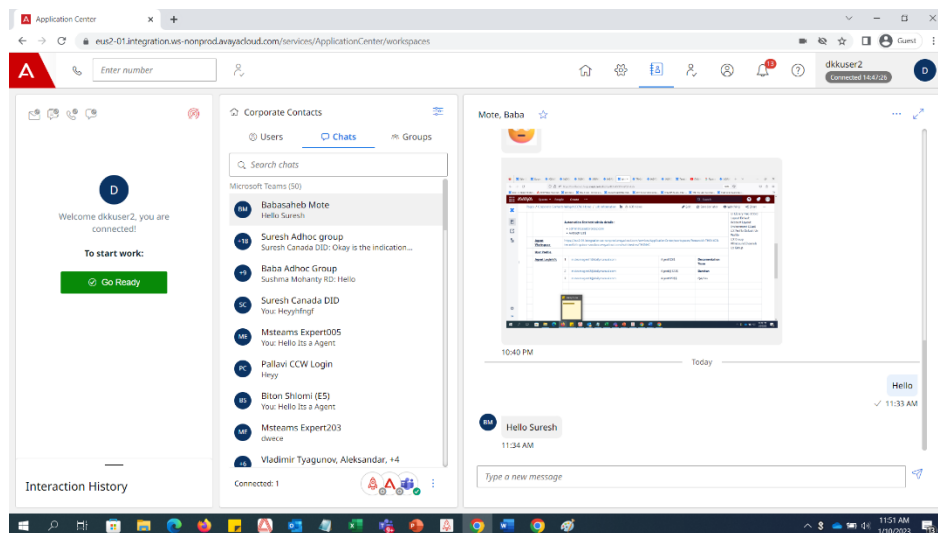 Application Center
eus2-01.integration.ws-nonprod.avayacloud.com/services/ApplicationCenter/workspaces
Guest
Enter number
13
dkkuser2
Connected 14:47:26
D
D
Welcome dkkuser2, you are
connected!
To start work:
Go Ready
Interaction History
Corporate Contacts
Users
Chats
Groups
Search chats
Microsoft Teams (50)
BM
Babasaheb Mote
Hello Suresh
+18
Suresh Adhoc group
Suresh Canada DID: Okay is the indication...
+9
Baba Adhoc Group
Sushma Mohanty RD: Hello
SC
Suresh Canada DID
You: Heyyhfngf
ME
Msteams Expert005
You: Hello Its a Agent
PC
Pallavi CCW Login
Heyy
BS
Biton Shlomi (E5)
You: Hello Its a Agent
MF
Msteams Expert203
dwece
+6
Vladimir Tyagunov, Aleksandar, +4
Connected: 1
Mote, Baba
10:40 PM
Today
Hello
11:33 AM
BM
Hello Suresh
11:34 AM
Type a new message
11:51 AM
1/10/2023